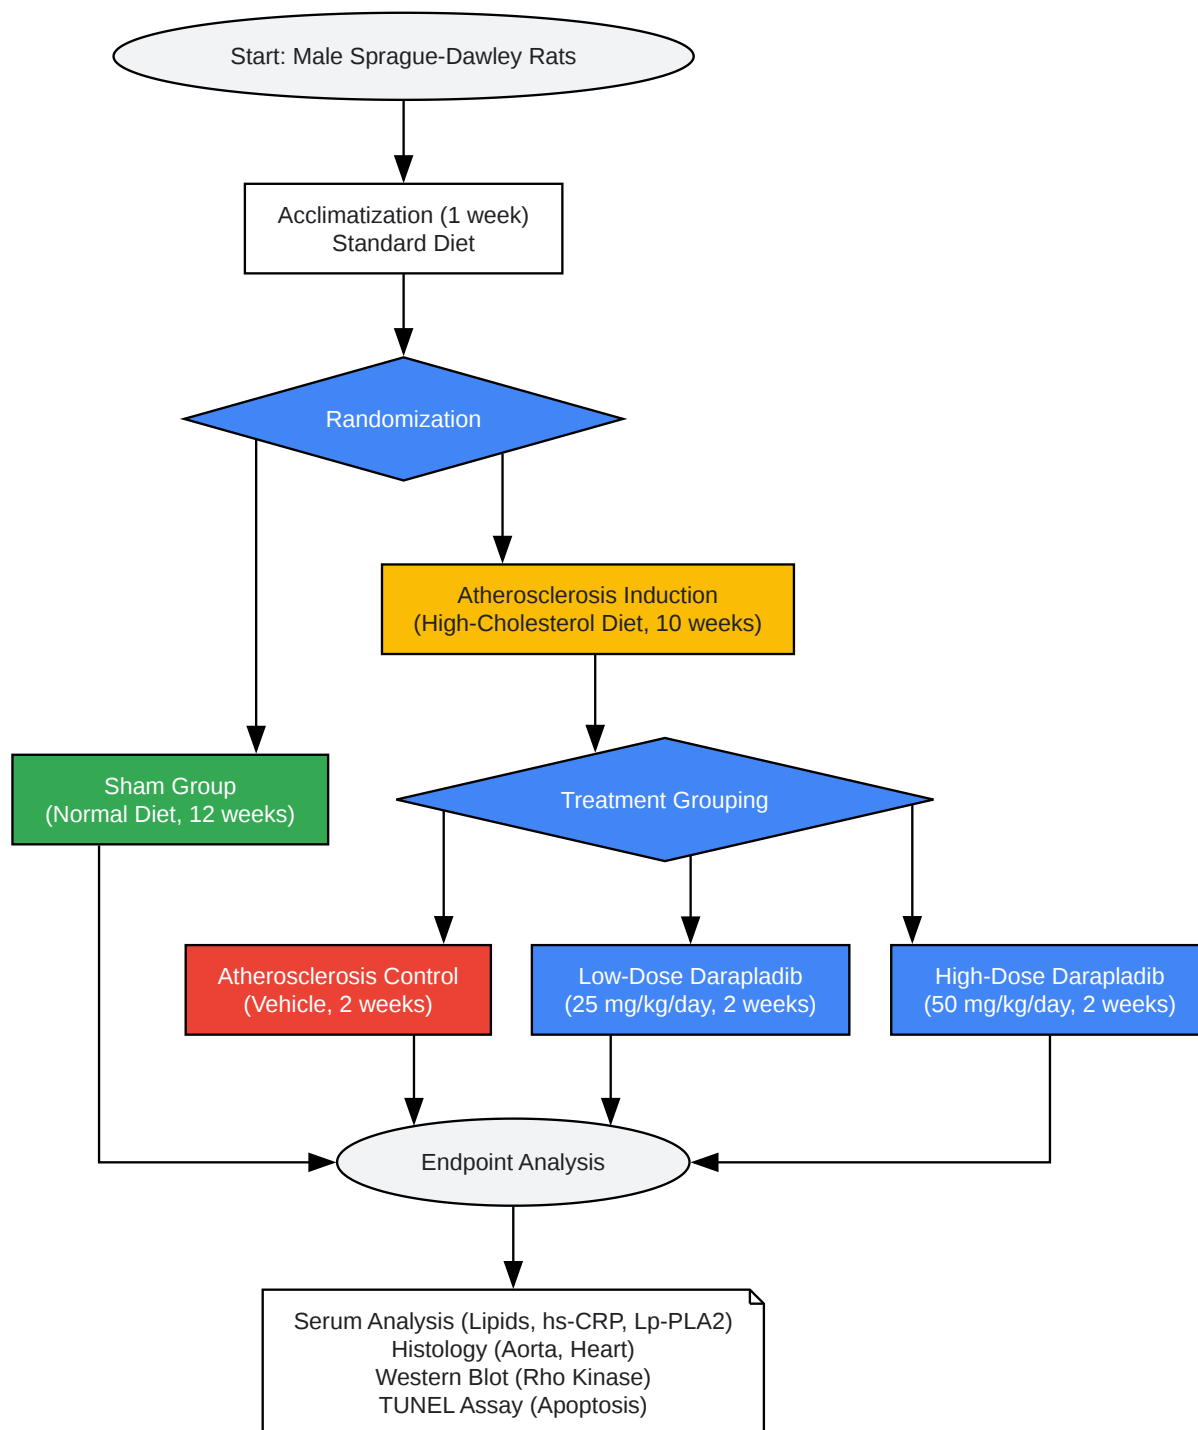 Start: Male Sprague-Dawley Rats
Acclimatization (1 week)
Standard Diet
Randomization
Atherosclerosis Induction
(High-Cholesterol Diet, 10 weeks)
Sham Group
(Normal Diet, 12 weeks)
Treatment Grouping
Atherosclerosis Control
(Vehicle, 2 weeks)
Low-Dose Darapladib
(25 mg/kg/day, 2 weeks)
High-Dose Darapladib
(50 mg/kg/day, 2 weeks)
Endpoint Analysis
Serum Analysis (Lipids, hs-CRP, Lp-PLA2)
Histology (Aorta, Heart)
Western Blot (Rho Kinase)
TUNEL Assay (Apoptosis)